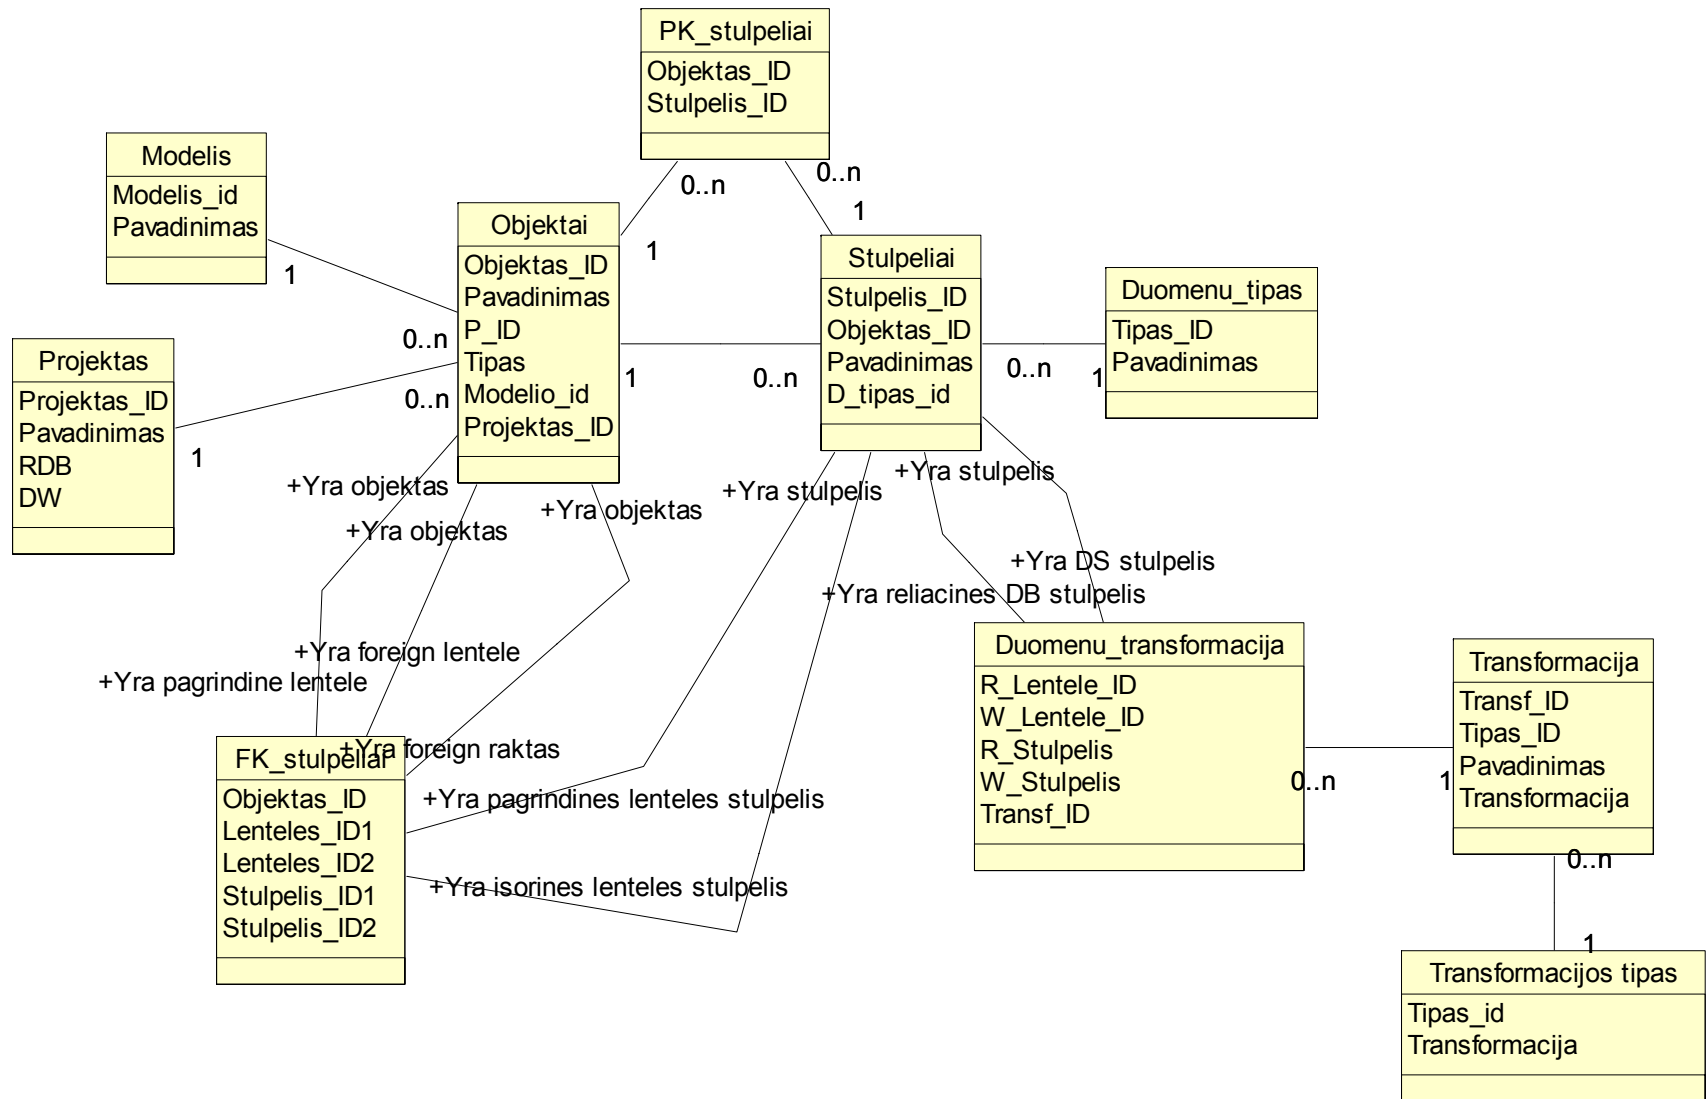 PK_stulpeliai
Objektas_ID
Stulpelis_ID
0..n
0..n
1
1
Modelis
Modelis_id
Pavadinimas
1
0..n
Objektai
Objektas_ID
Pavadinimas
P_ID
Tipas
Modelio_id
Projektas_ID
1
0..n
Stulpeliai
Stulpelis_ID
Objektas_ID
Pavadinimas
D_tipas_id
0..n
1
Duomenu_tipas
Tipas_ID
Pavadinimas
Projektas
Projektas_ID
Pavadinimas
RDB
DW
1
0..n
+Yra objektas
+Yra objektas
+Yra objektas
+Yra stulpelis
+Yra stulpelis
+Yra DS stulpelis
+Yra reliacines DB stulpelis
+Yra foreign lentele
+Yra pagrindine lentele
+Yra foreign raktas
+Yra pagrindines lenteles stulpelis
+Yra isorines lenteles stulpelis
FK_stulpeliai
Objektas_ID
Lenteles_ID1
Lenteles_ID2
Stulpelis_ID1
Stulpelis_ID2
Duomenu_transformacija
R_Lentele_ID
W_Lentele_ID
R_Stulpelis
W_Stulpelis
Transf_ID
0..n
1
Transformacija
Transf_ID
Tipas_ID
Pavadinimas
Transformacija
0..n
1
Transformacijos tipas
Tipas_id
Transformacija